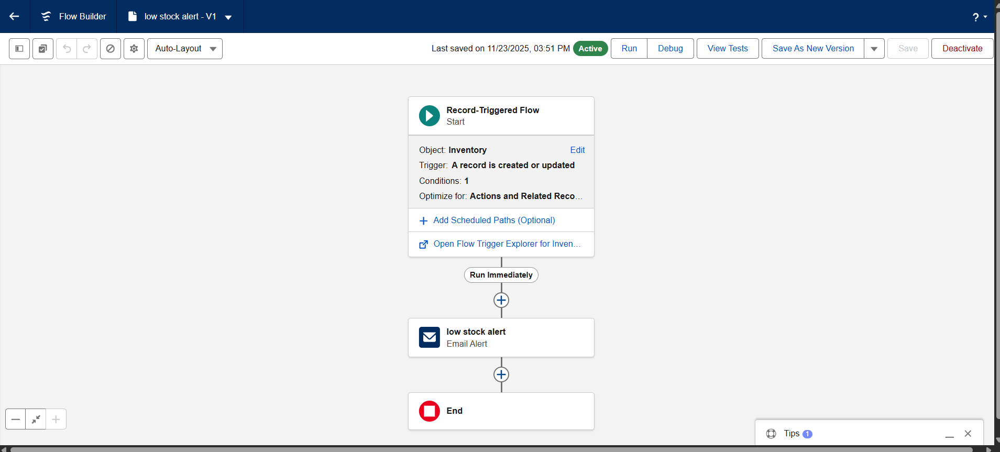 Flow Builder
low stock alert - V1
?
Auto-Layout
Last saved on 11/23/2025, 03:51 PM
Active
Run
Debug
View Tests
Save As New Version
Save
Deactivate
Record-Triggered Flow
Start
Object: Inventory
Edit
Trigger: A record is created or updated
Conditions: 1
Optimize for: Actions and Related Reco...
Add Scheduled Paths (Optional)
Open Flow Trigger Explorer for Inven...
Run Immediately
low stock alert
Email Alert
End
Tips 1